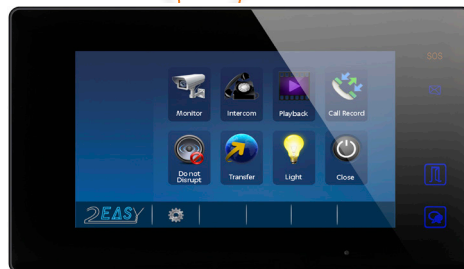 SOS
Monitor Intercom Playback Call Record
Do not
Disrupt
Transfer Light Close
2EASY